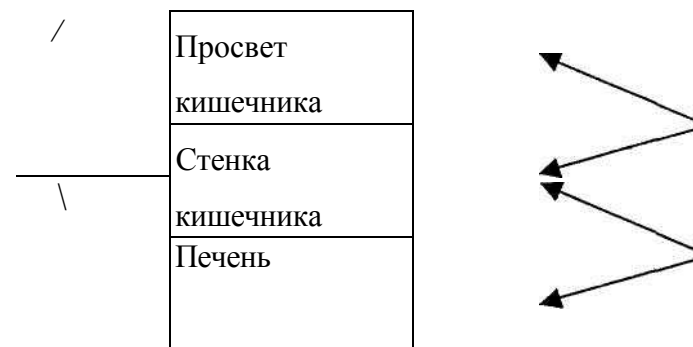 Просвет
кишечника
Стенка
кишечника
Печень